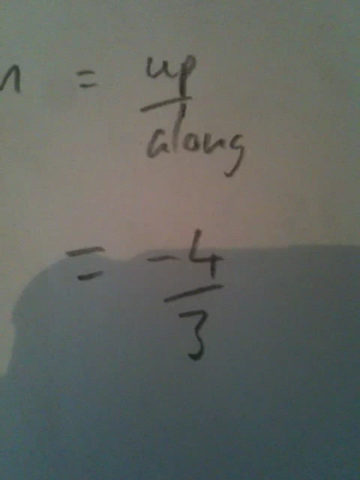 = up
along
= -4
3